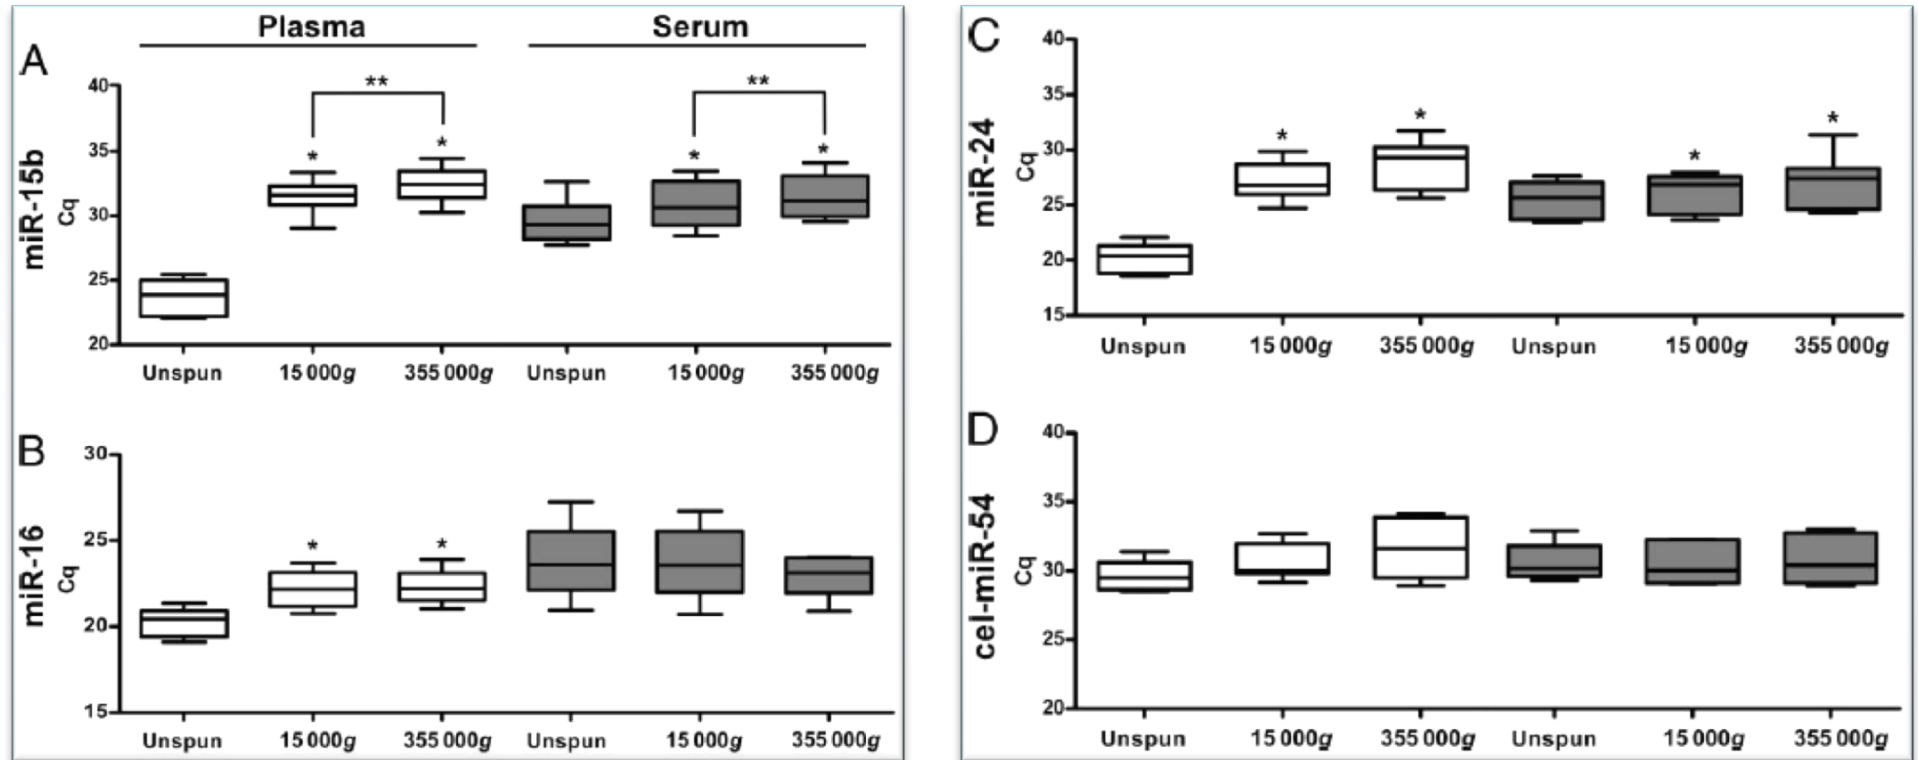 Plasma Serum
A
miR-15b
Cq
40
35
30
25
20
** **
* * * *
Unspun 15 000g 355 000g Unspun 15 000g 355 000g
B
miR-16
Cq
30
25
20
15
* *
Unspun 15 000g 355 000g Unspun 15 000g 355 000g
C
miR-24
Cq
40
35
30
25
20
15
* * * *
Unspun 15 000g 355 000g Unspun 15 000g 355 000g
D
cel-miR-54
Cq
40
35
30
25
20
Unspun 15 000g 355 000g Unspun 15 000g 355 000g